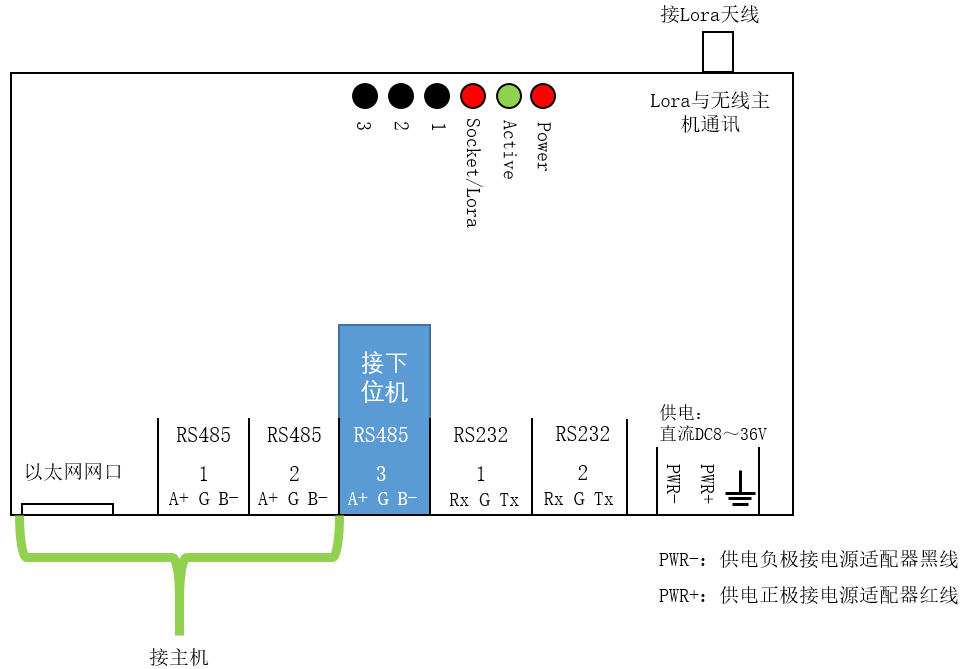 接Lora天线
Lora与无线主
机通讯
3
2
1
Socket/Lora
Active
Power
接下
位机
供电：
直流DC8～36V
RS485
RS485
RS485
RS232
RS232
以太网网口
1
2
3
1
2
A+ G B-
A+ G B-
A+ G B-
Rx G Tx
Rx G Tx
PWR-
PWR+
PWR-：供电负极接电源适配器黑线
PWR+：供电正极接电源适配器红线
接主机